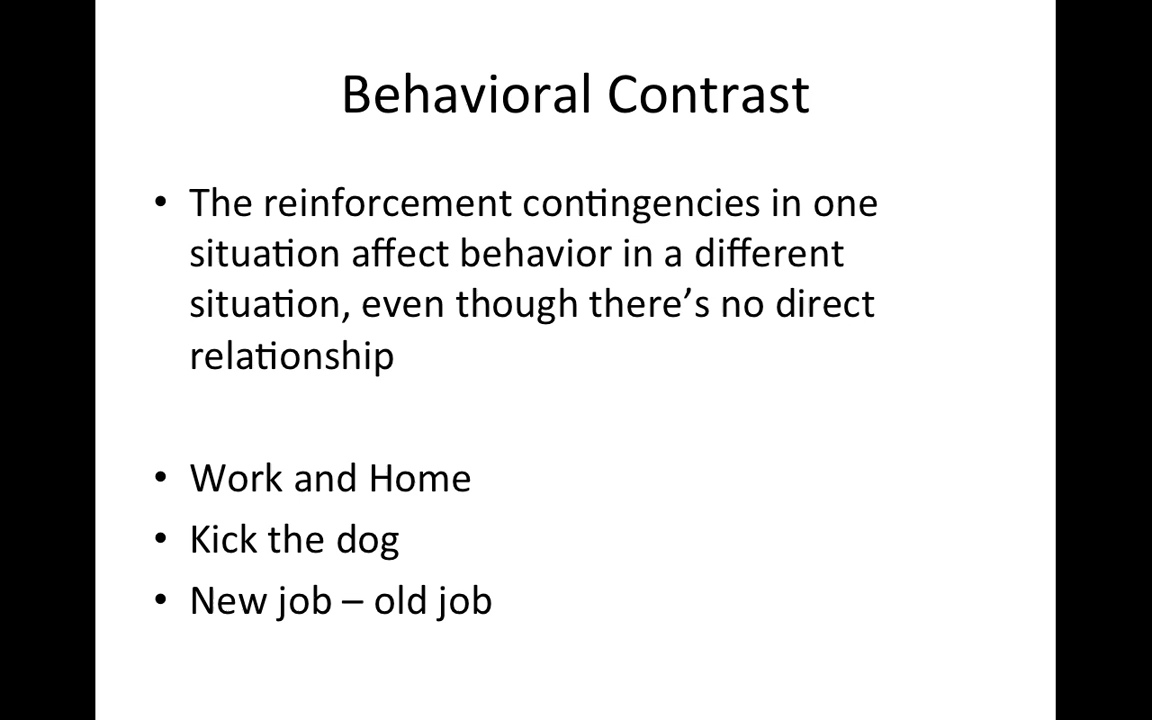 Behavioral Contrast
• The reinforcement contingencies in one
situation affect behavior in a different
situation, even though there’s no direct
relationship
• Work and Home
• Kick the dog
• New job – old job